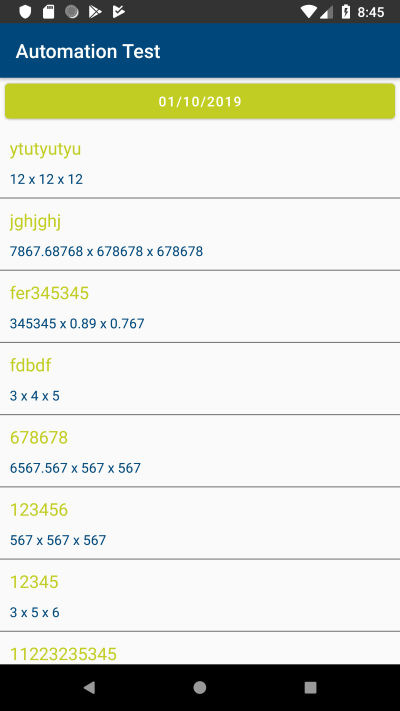 8:45
Automation Test
01/10/2019
ytutyutyu
12 x 12 x 12
jghjghj
7867.68768 x 678678 x 678678
fer345345
345345 x 0.89 x 0.767
fdbdf
3 x 4 x 5
678678
6567.567 x 567 x 567
123456
567 x 567 x 567
12345
3 x 5 x 6
11223235345